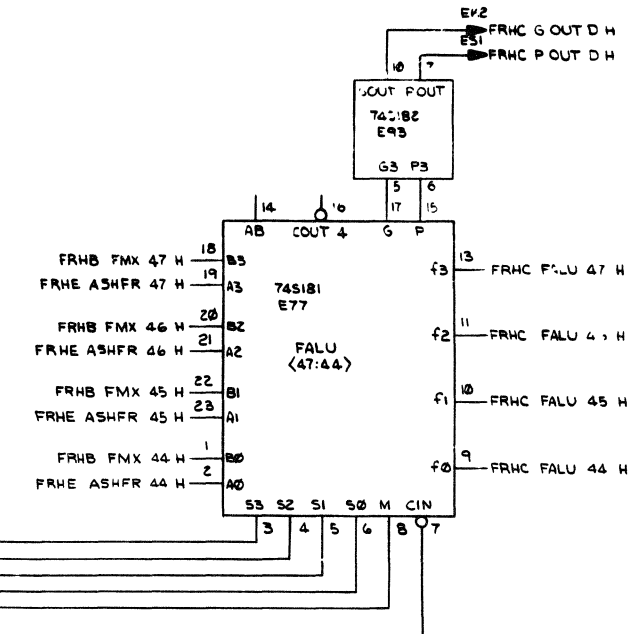 EK2
FRHC G OUT D H
ES1
FRHC P OUT D H
10 7
GOUT POUT
74S182
E93
G3 P3
5 6
14 16 17 15
AB COUT 4 G P
FRHB FMX 47 H 18 B3
FRHE ASHFR 47 H 19 A3
f3 13 FRHC FALU 47 H
74S181
E77
FRHB FMX 46 H 20 B2
FRHE ASHFR 46 H 21 A2
f2 11 FRHC FALU 4 H
FALU
<47:44>
FRHB FMX 45 H 22 B1
FRHE ASHFR 45 H 23 A1
f1 10 FRHC FALU 45 H
FRHB FMX 44 H 1 B0
FRHE ASHFR 44 H 2 A0
f0 9 FRHC FALU 44 H
S3 S2 S1 S0 M CIN
3 4 5 6 8 7